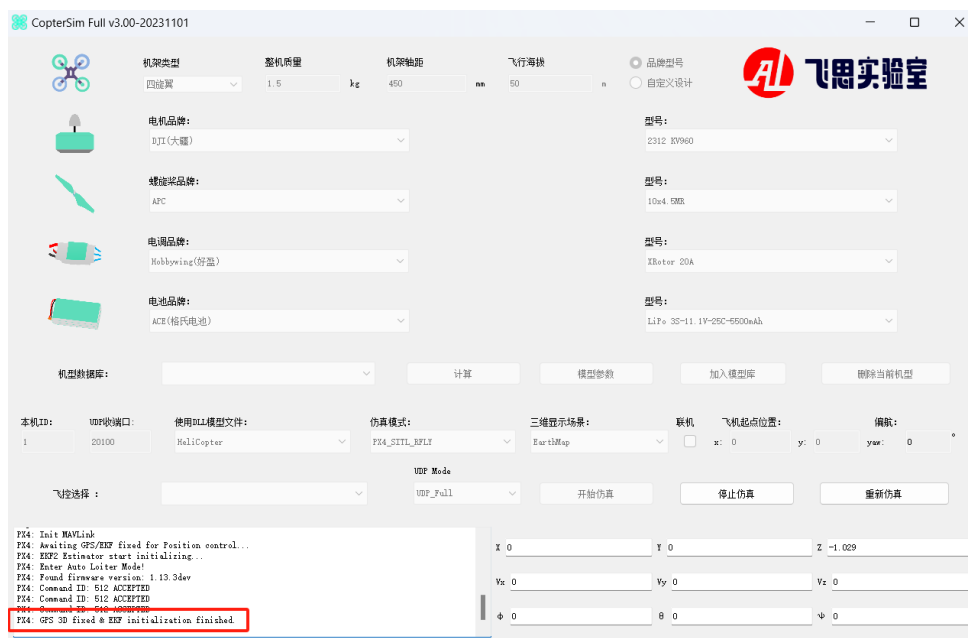 CopterSim Full v3.00-20231101
机架类型 整机质量 机架轴距 飞行海拔 品牌型号
四旋翼 1.5 kg 450 mm 50 m 自定义设计
飞思实验室
电机品牌: 型号:
DJI(大疆) 2312 KV960
螺旋桨品牌: 型号:
APC 10x4.5MR
电调品牌: 型号:
Hobbywing(好盈) XRotor 20A
电池品牌: 型号:
ACE(格氏电池) LiPo 3S-11.1V-25C-5500mAh
机型数据库: 计算 模型参数 加入模型库 删除当前机型
本机ID: UDP收端口: 使用DLL模型文件: 仿真模式: 三维显示场景: 联机 飞机起点位置: 偏航:
1 20100 HeliCopter PX4_SITL_RFLY EarthMap x: 0 y: 0 yaw: 0 °
UDP Mode
飞控选择 : UDP_Full 开始仿真 停止仿真 重新仿真
PX4: Init MAVLink
PX4: Awaiting GPS/EKF fixed for Position control...
PX4: EKF2 Estimator start initializing...
PX4: Enter Auto Loiter Mode!
PX4: Found firmware version: 1.13.3dev
PX4: Command ID: 512 ACCEPTED
PX4: Command ID: 512 ACCEPTED
PX4: Command ID: 512 ACCEPTED
PX4: GPS 3D fixed & EKF initialization finished.
X 0 Y 0 Z -1.029
Vx 0 Vy 0 Vz 0
ϕ 0 θ 0 ψ 0